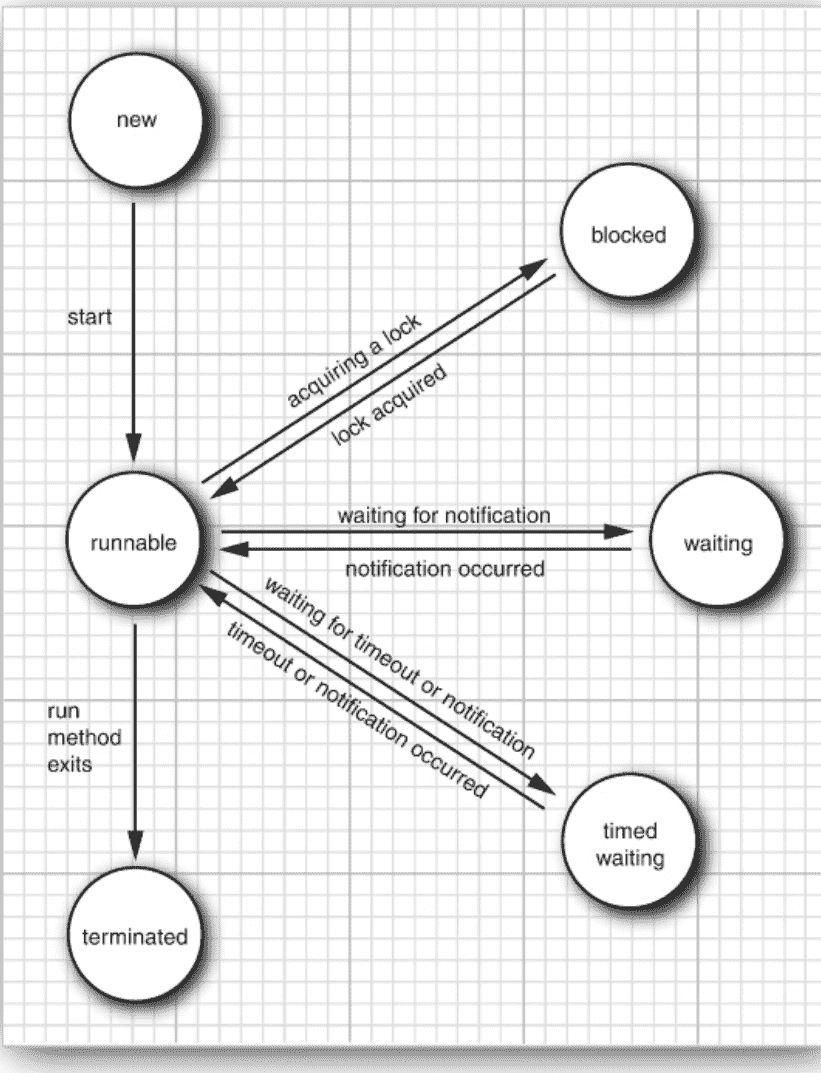 new
blocked
start
acquiring a lock
lock acquired
waiting for notification
runnable
waiting
notification occurred
waiting for timeout or notification
timeout or notification occurred
run
method
exits
timed
waiting
terminated